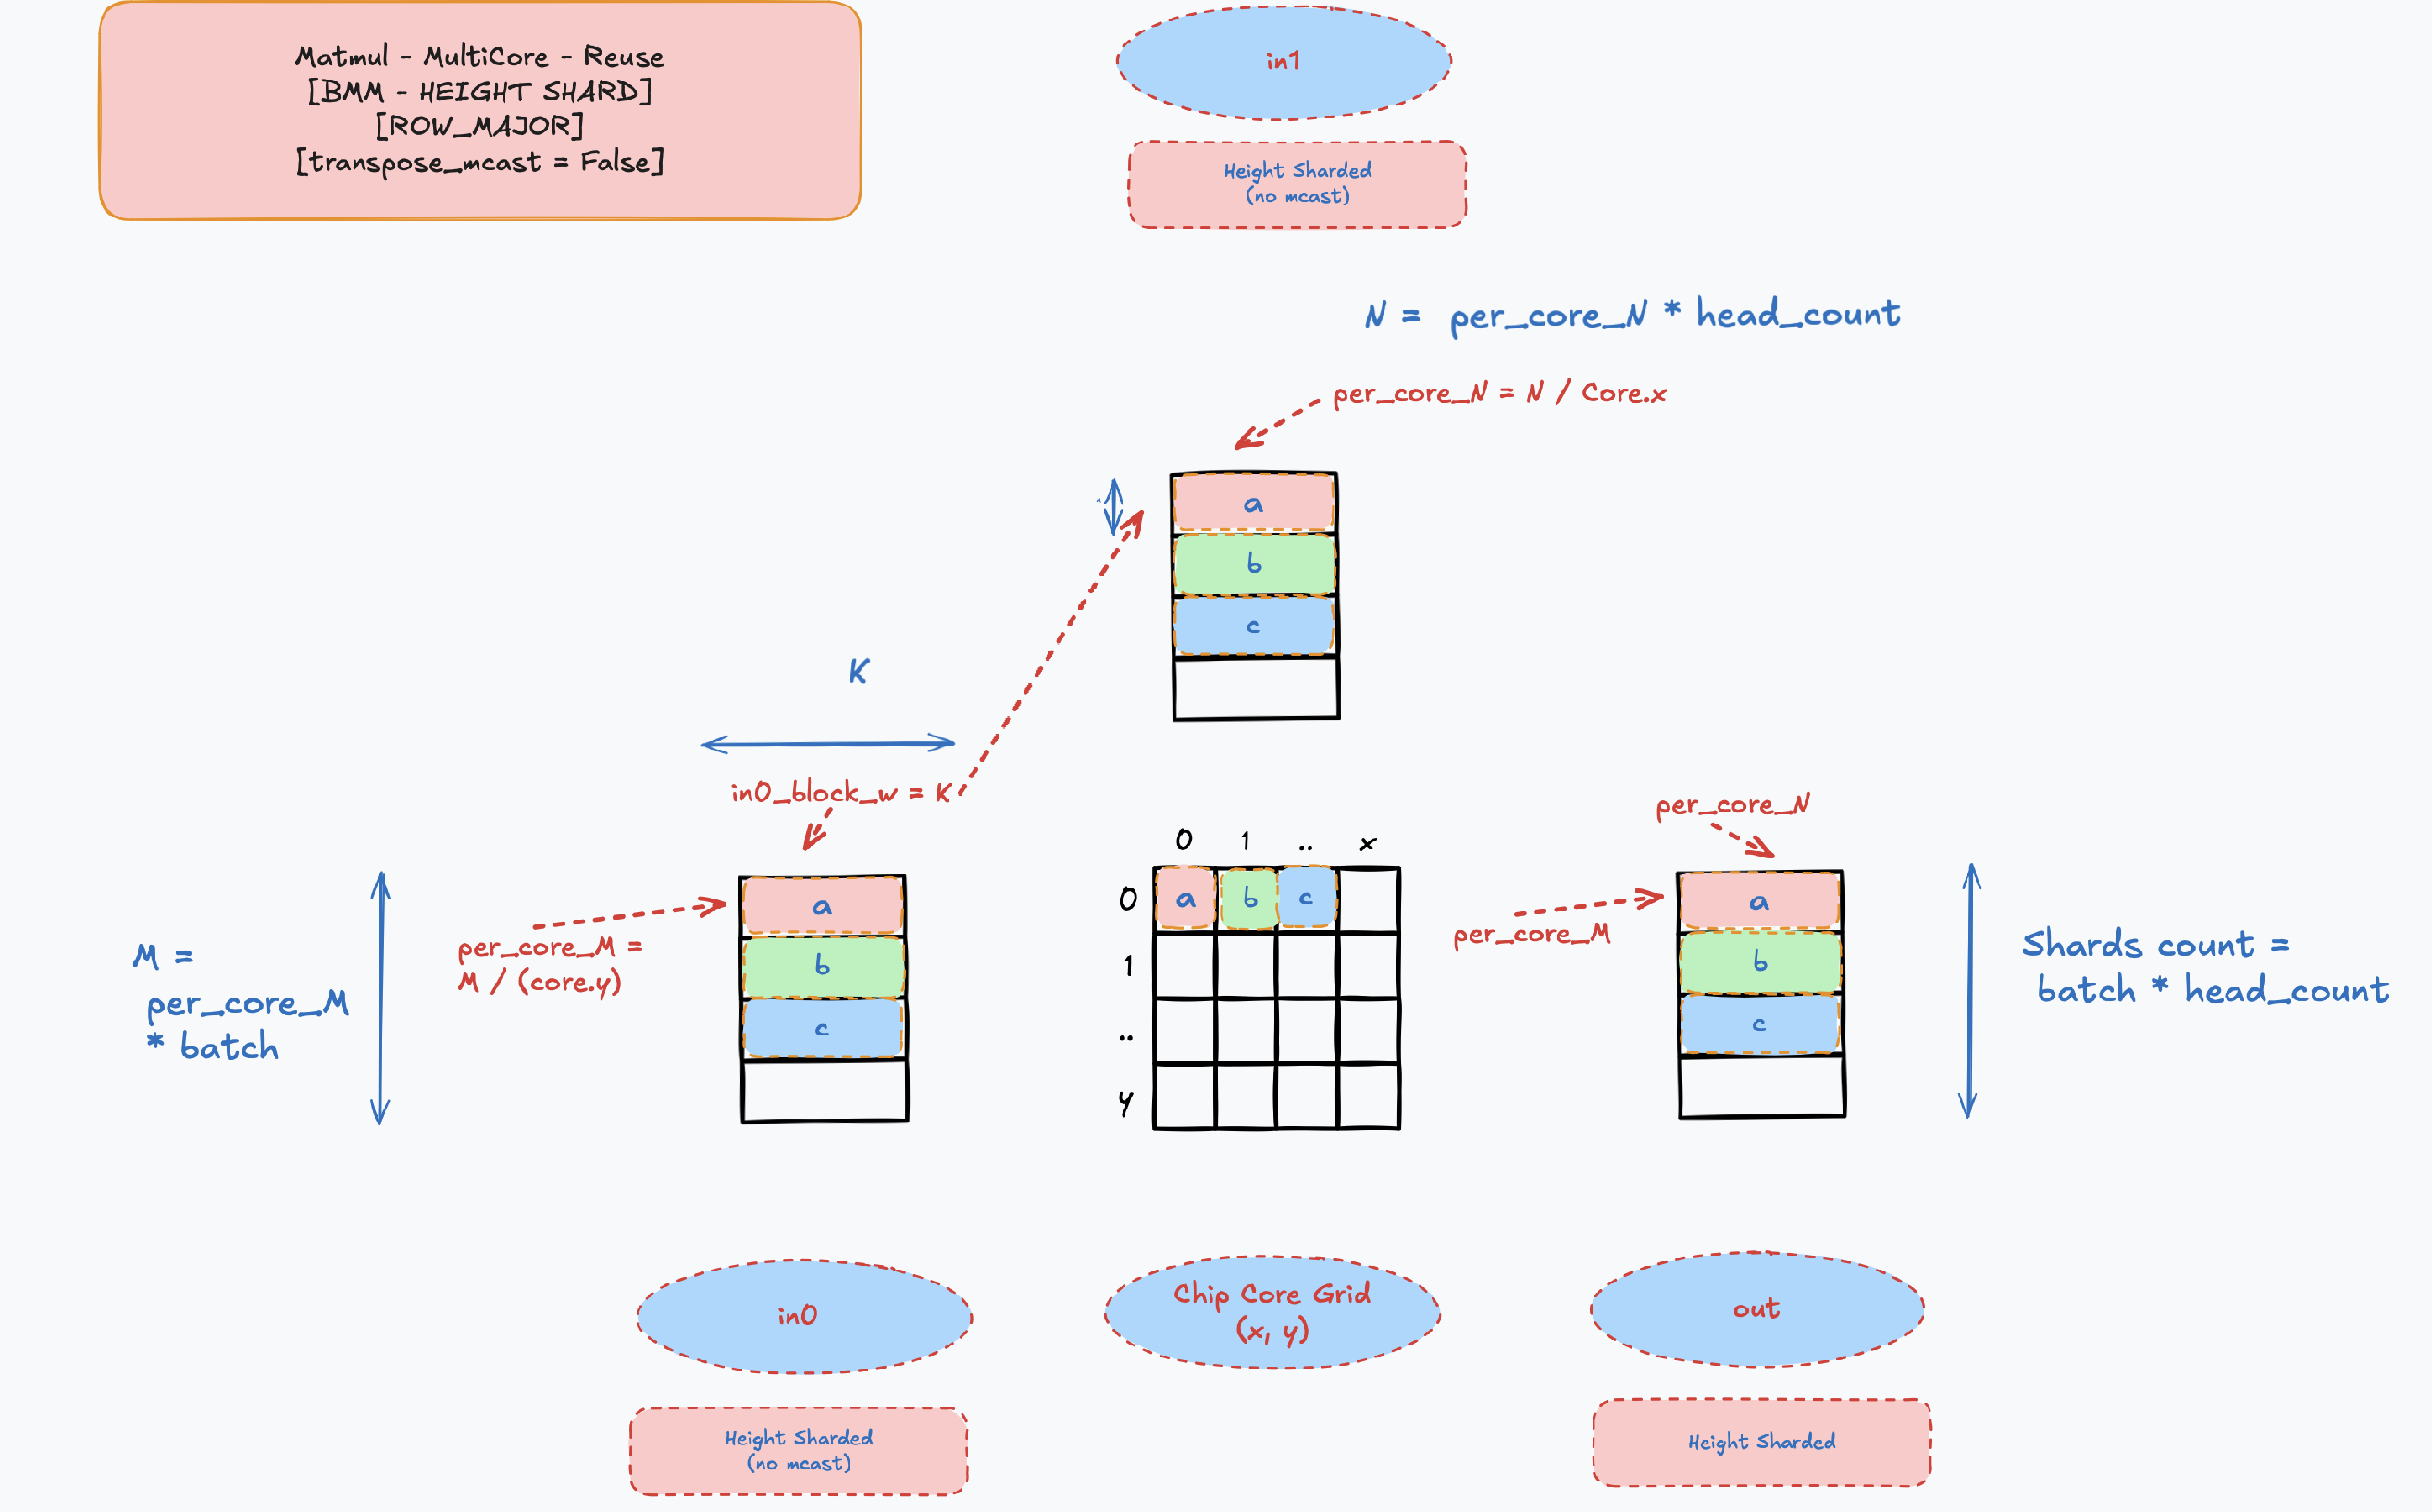 Matmul - MultiCore - Reuse
[BMM - HEIGHT SHARD]
[ROW_MAJOR]
[transpose_mcast = False]
in1
Height Sharded
(no mcast)
N = per_core_N * head_count
per_core_N = N / Core.x
a
b
c
K
in0_block_w = K
per_core_N
0 1 .. x
0
1
..
y
a b c
a
b
c
a
b
c
M =
per_core_M
* batch
per_core_M =
M / (core.y)
per_core_M
Shards count =
batch * head_count
in0
Chip Core Grid
(x, y)
out
Height Sharded
(no mcast)
Height Sharded